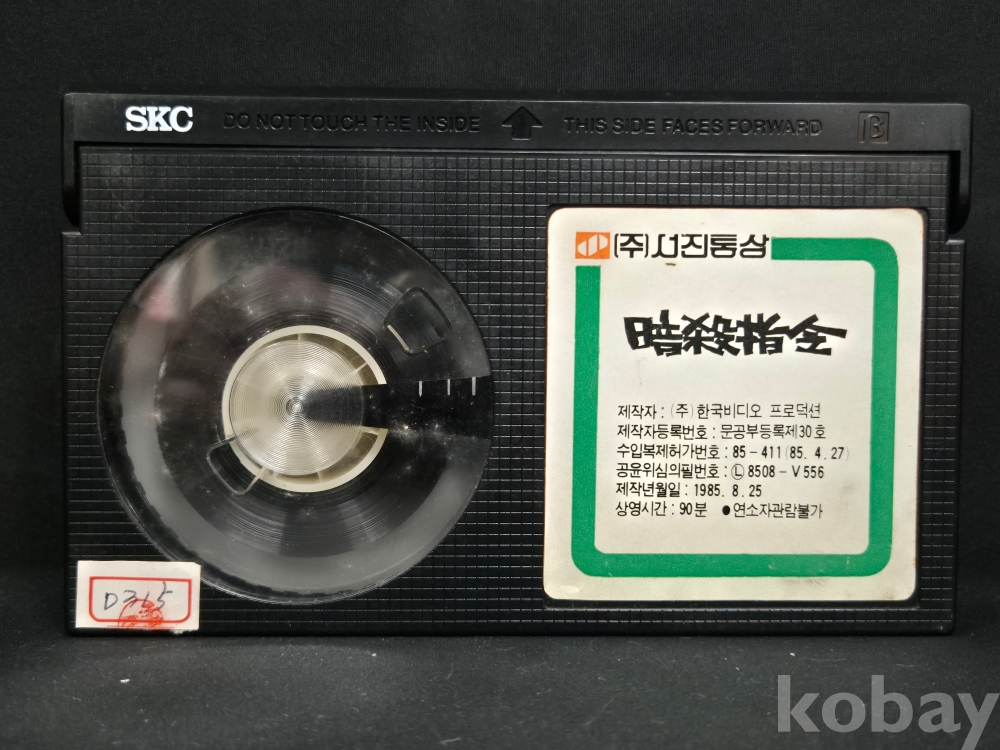 SKC DO NOT TOUCH THE INSIDE THIS SIDE FACES FORWARD β
(주)서진통상
暗殺指令
제작자 : (주)한국비디오 프로덕션
제작자등록번호 : 문공부등록제30호
수입복제허가번호 : 85-411(85. 4. 27)
공윤위심의필번호 : Ⓛ8508-V556
제작년월일 : 1985. 8. 25
상영시간 : 90분 ●연소자관람불가
D315
kobay